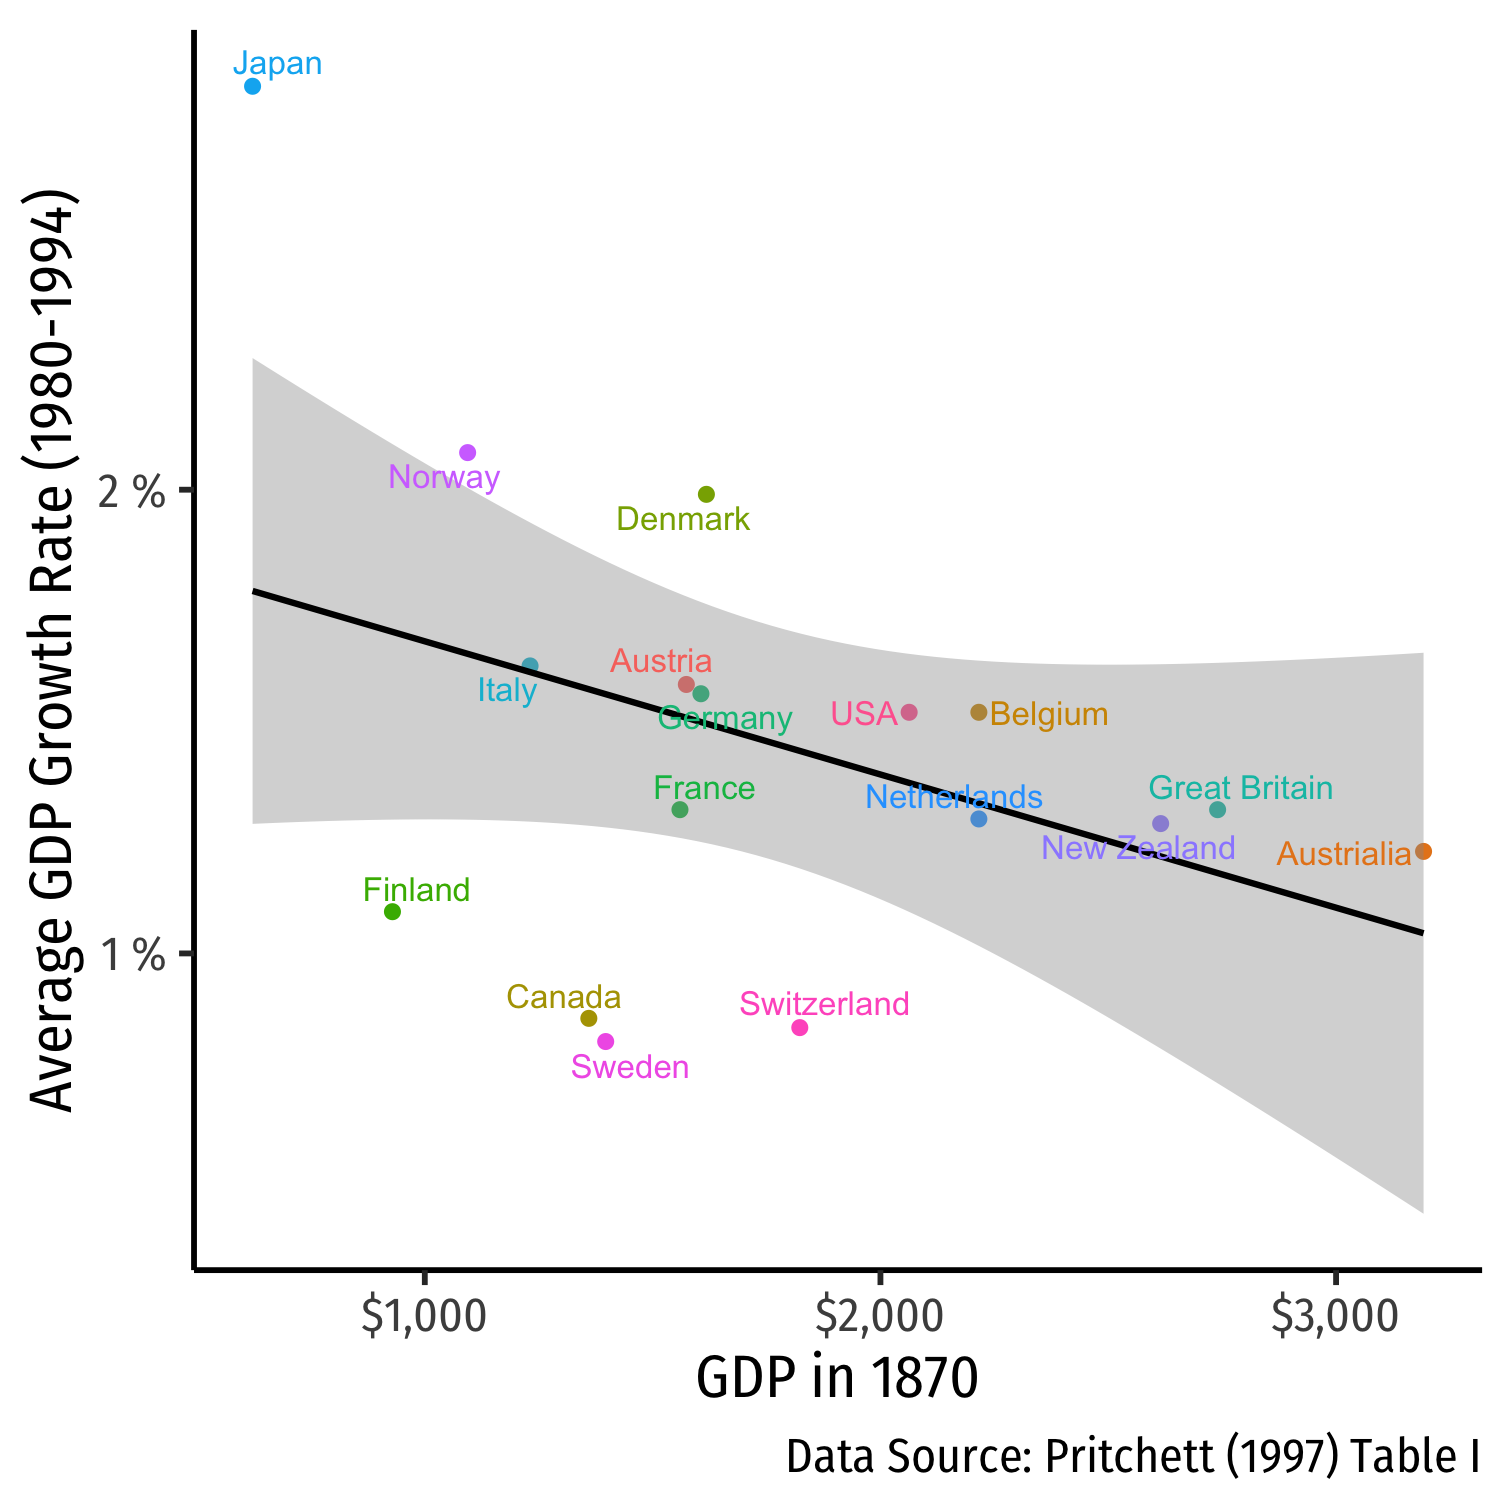 Japan
Average GDP Growth Rate (1980-1994)
2 %
1 %
Norway
Denmark
Austria
Italy
Germany
USA
Belgium
France
Netherlands
Great Britain
New Zealand
Austrialia
Finland
Canada
Switzerland
Sweden
$1,000
$2,000
$3,000
GDP in 1870
Data Source: Pritchett (1997) Table I